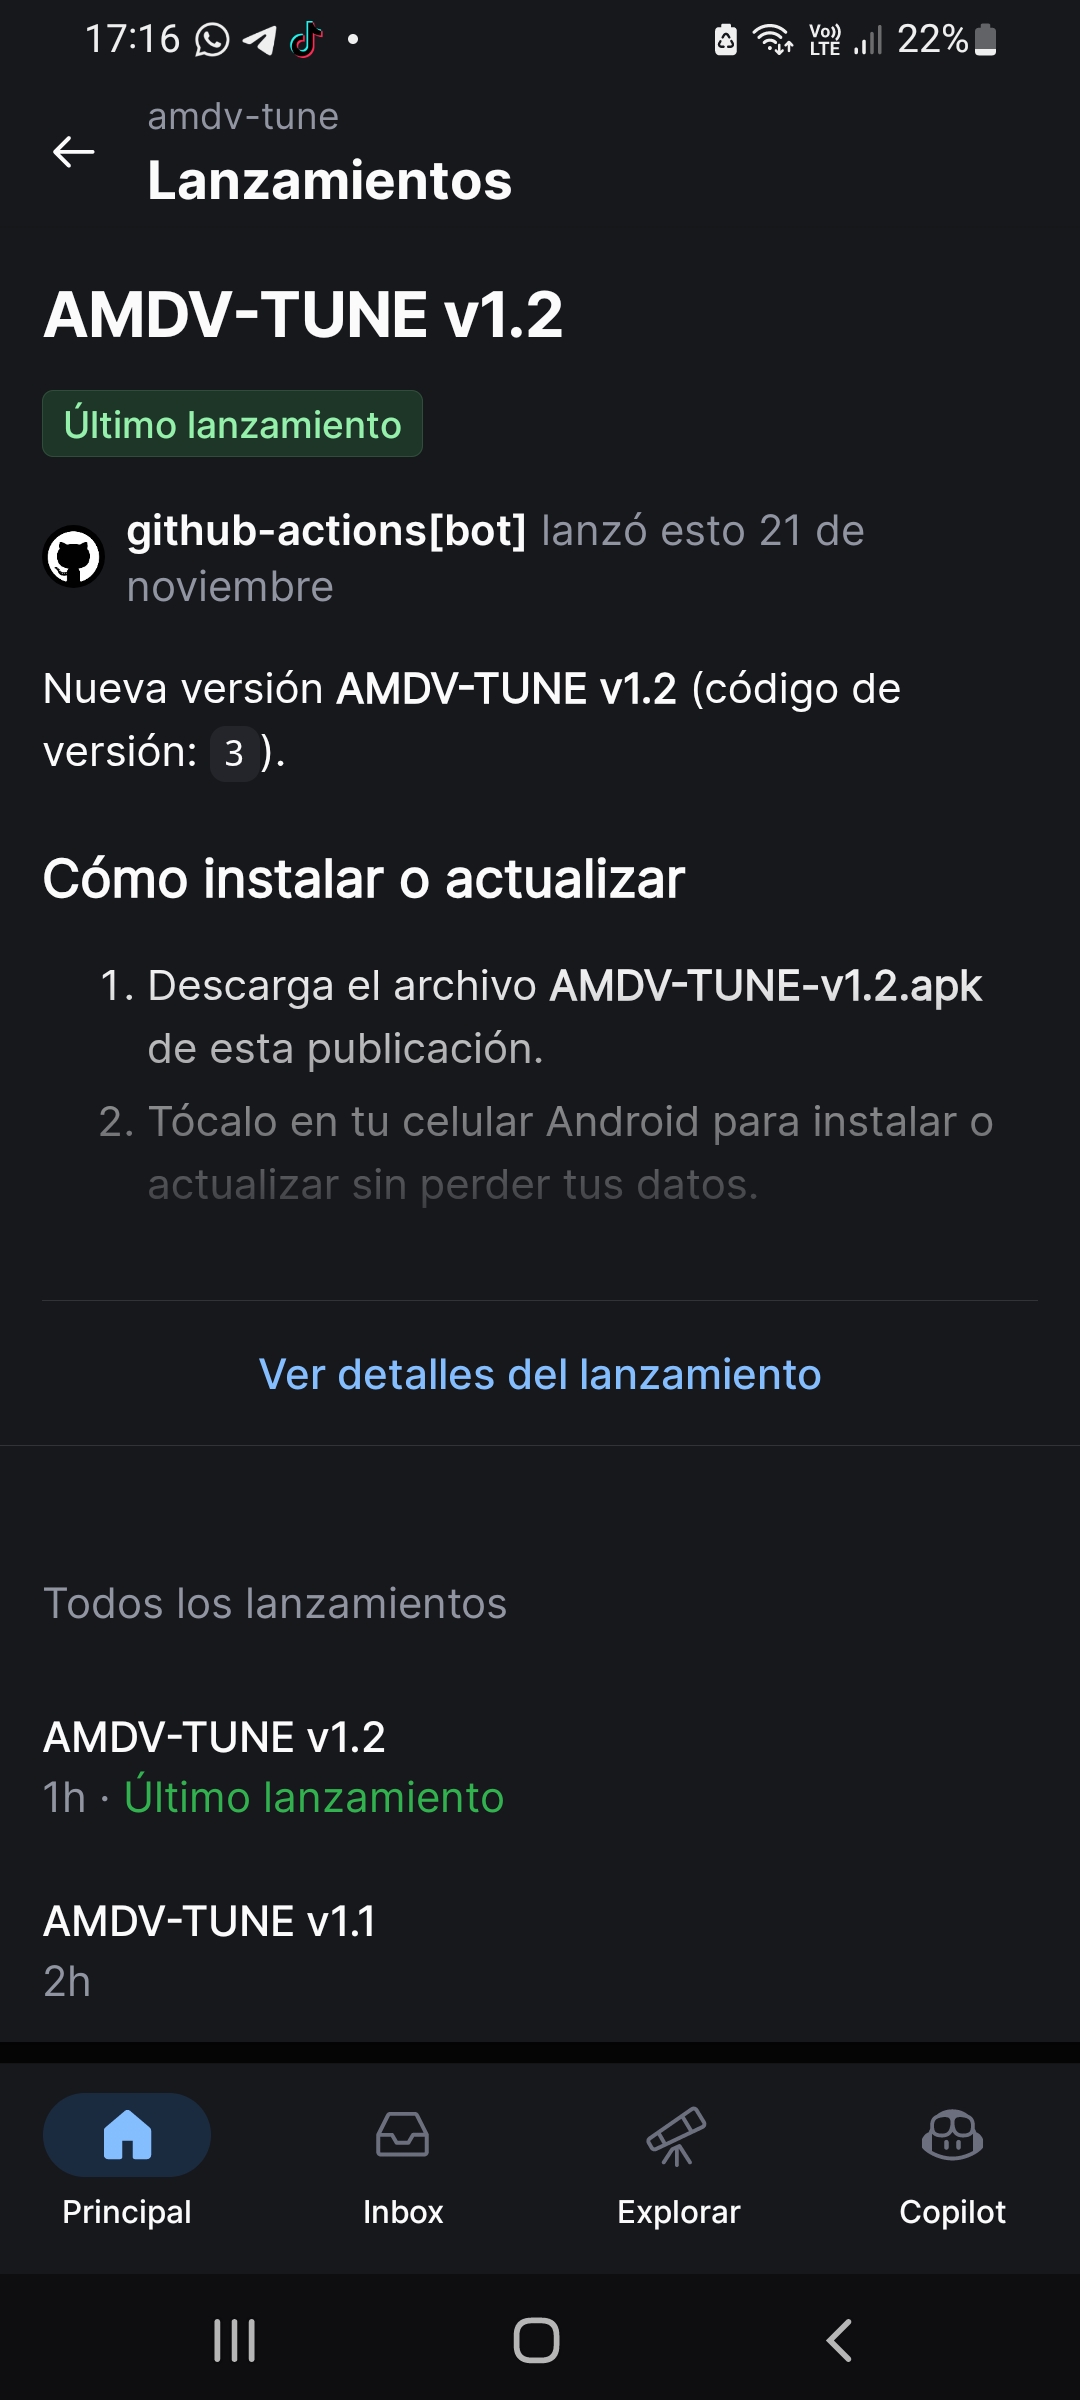 17:16
Vo)) LTE
22%
amdv-tune
Lanzamientos
AMDV-TUNE v1.2
Último lanzamiento
github-actions[bot] lanzó esto 21 de
noviembre
Nueva versión AMDV-TUNE v1.2 (código de
versión: 3).
Cómo instalar o actualizar
1. Descarga el archivo AMDV-TUNE-v1.2.apk
de esta publicación.
2. Tócalo en tu celular Android para instalar o
actualizar sin perder tus datos.
Ver detalles del lanzamiento
Todos los lanzamientos
AMDV-TUNE v1.2
1h · Último lanzamiento
AMDV-TUNE v1.1
2h
Principal
Inbox
Explorar
Copilot